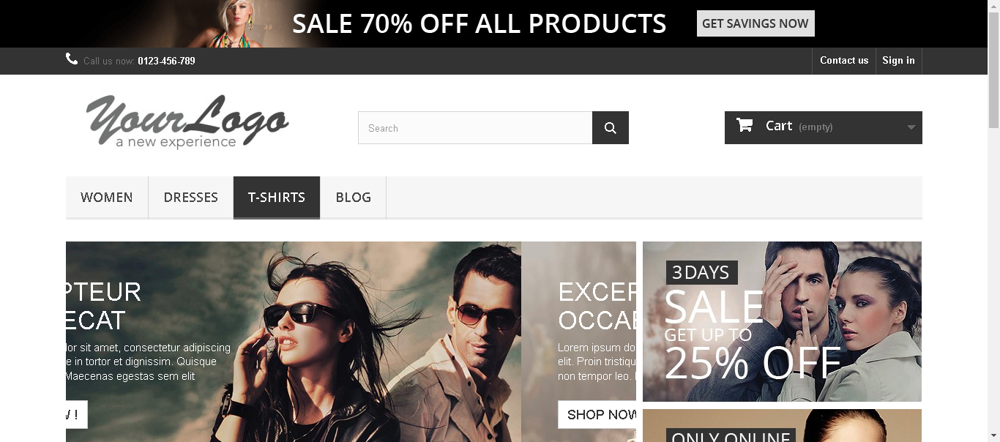 SALE 70% OFF ALL PRODUCTS
GET SAVINGS NOW
Call us now: 0123-456-789
Contact us
Sign in
YourLogo
a new experience
Search
Cart (empty)
WOMEN
DRESSES
T-SHIRTS
BLOG
PTEUR
ECAT
lor sit amet, consectetur adipiscing
e in tortor et dignissim. Quisque
Maecenas egestas sem elit
W !
EXCEP
OCCAE
Lorem ipsum do
elit. Proin tristiqu
non tempor leo.
SHOP NOW
3 DAYS
SALE
GET UP TO
25% OFF
ONLY ONLINE